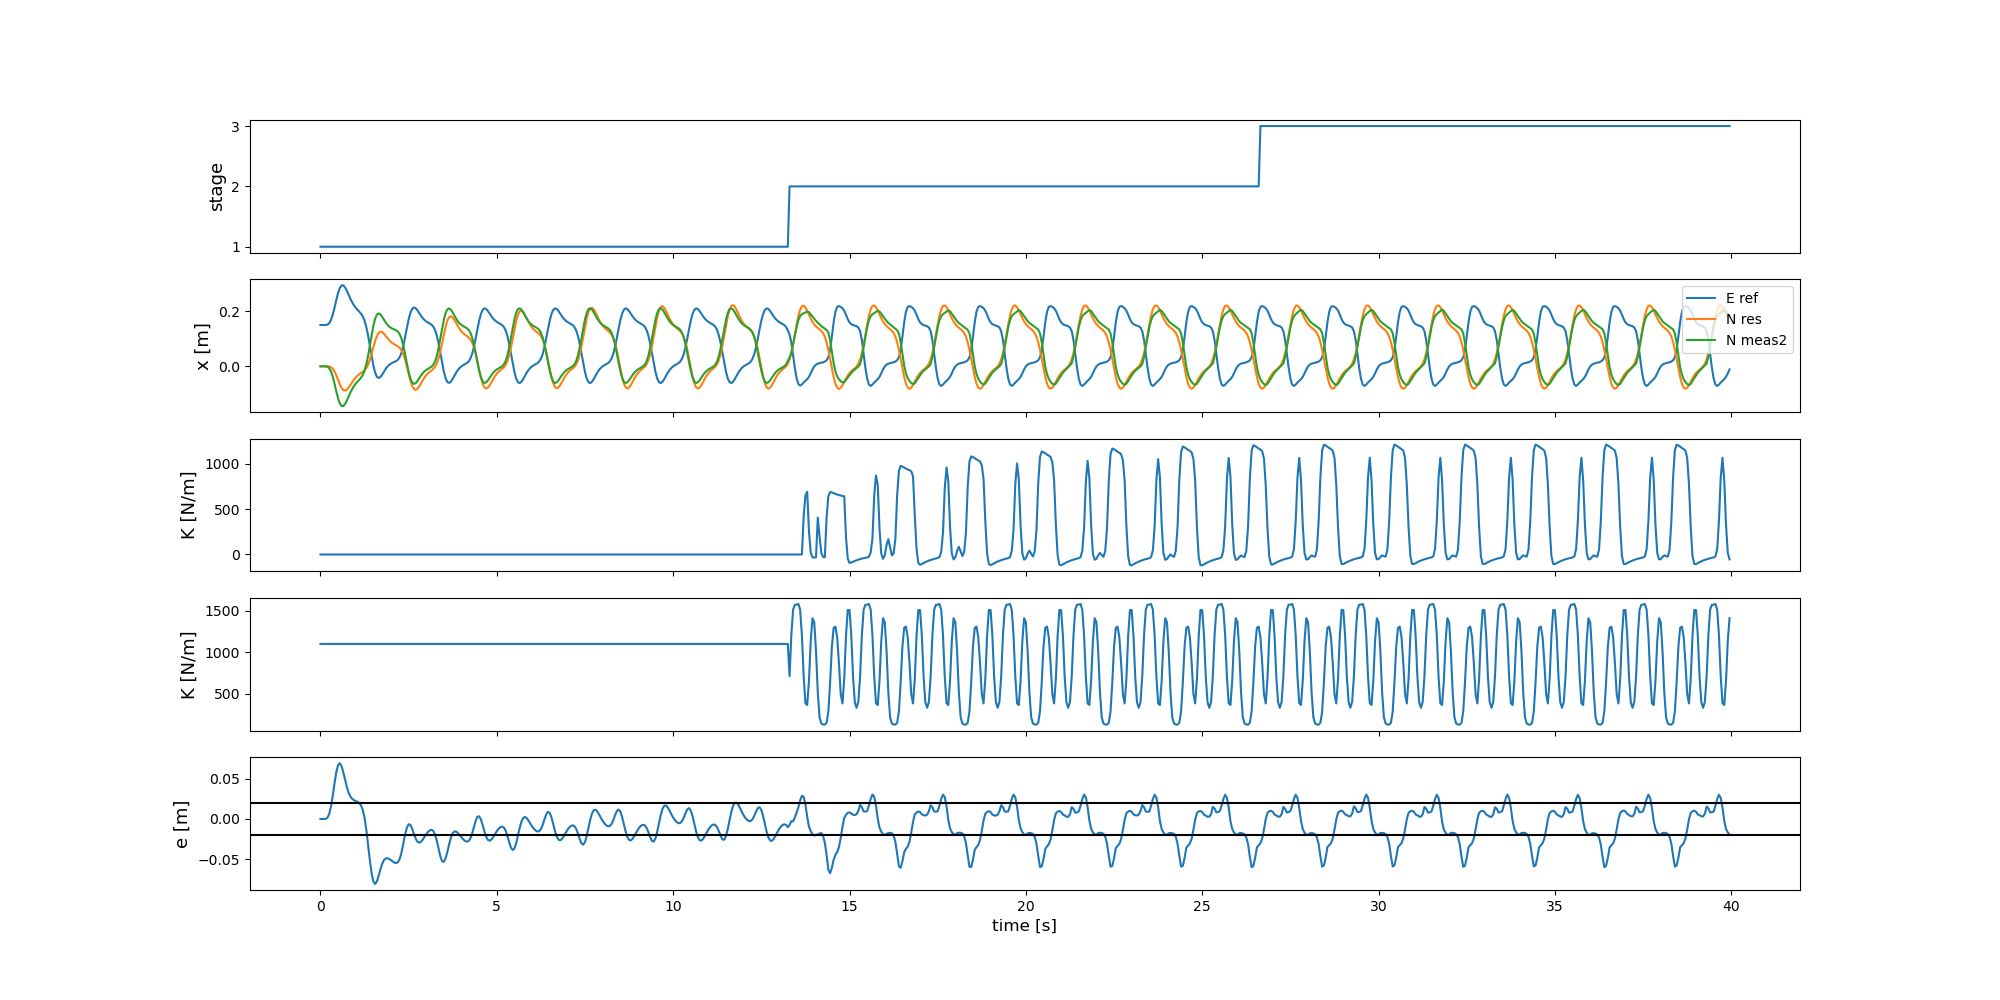 3
2
1
stage
0.2
0.0
x [m]
E ref
N res
N meas2
1000
500
0
K [N/m]
1500
1000
500
K [N/m]
0.05
0.00
−0.05
e [m]
0 5 10 15 20 25 30 35 40
time [s]